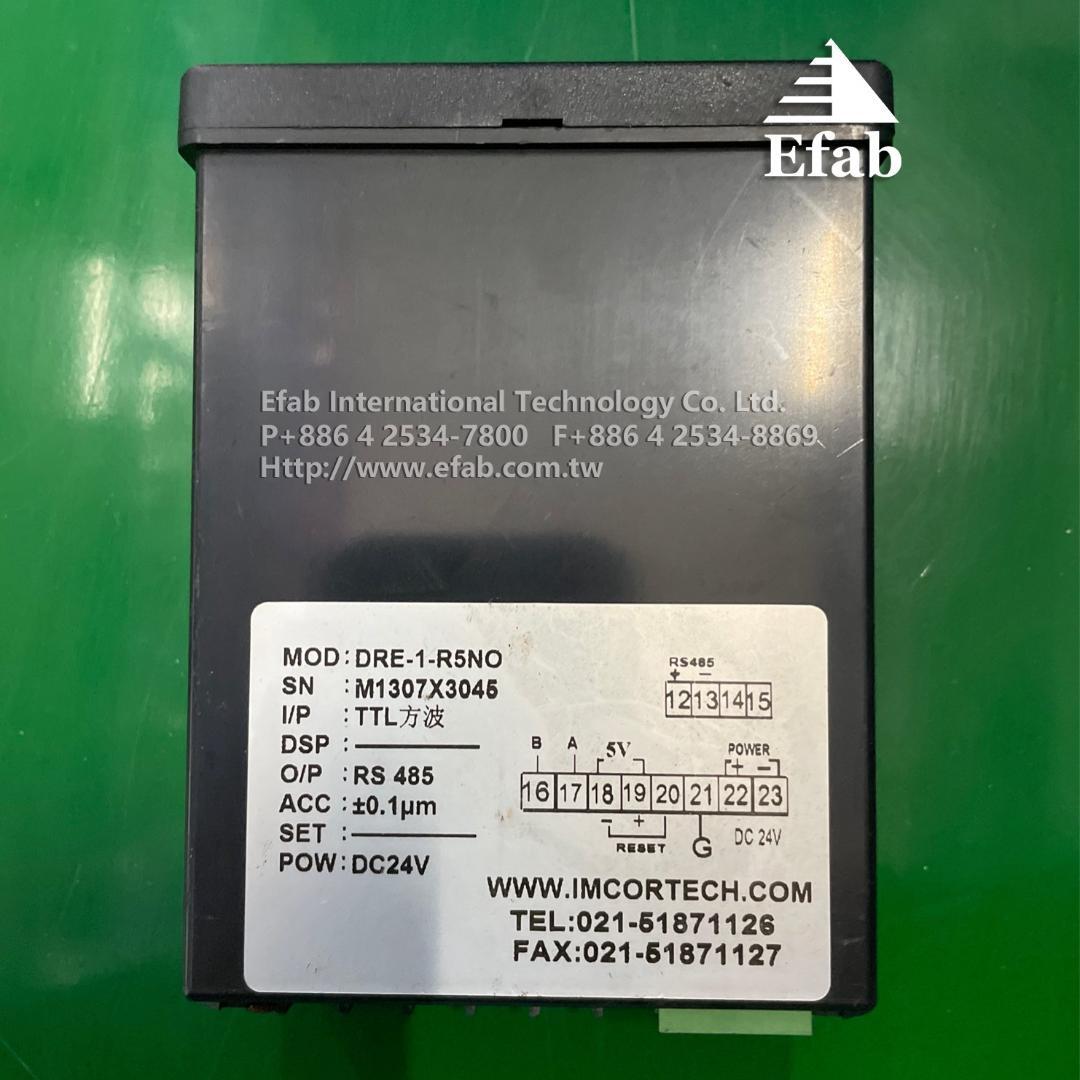 Efab
Efab International Technology Co. Ltd.
P+886 4 2534-7800 F+886 4 2534-8869
Http://www.efab.com.tw
MOD:DRE-1-R5NO
SN :M1307X3045
I/P :TTL方波
DSP :
O/P :RS 485
ACC :±0.1μm
SET :
POW:DC24V
RS485
+ −
12 13 14 15
B A 5V POWER
+ −
16 17 18 19 20 21 22 23
− +
RESET G DC 24V
WWW.IMCORTECH.COM
TEL:021-51871126
FAX:021-51871127